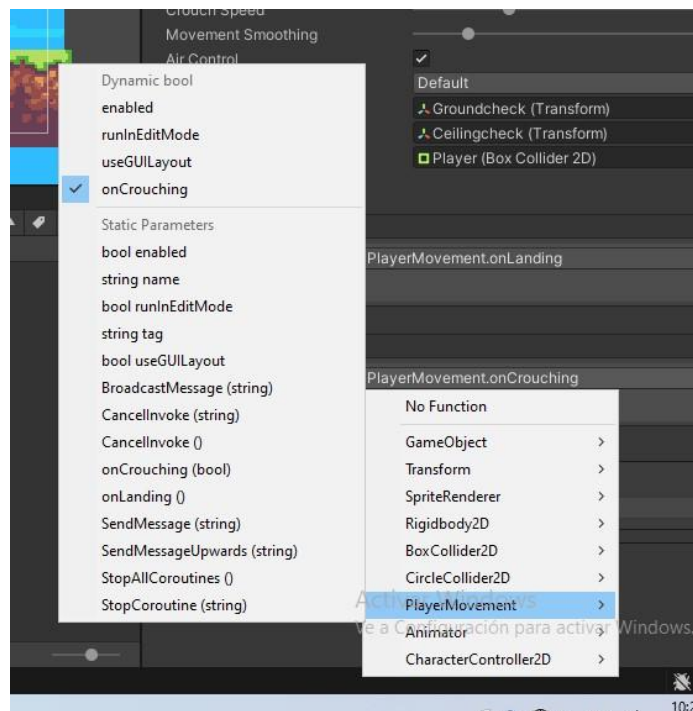 Crouch Speed
Movement Smoothing
Air Control
Default
Groundcheck (Transform)
Ceilingcheck (Transform)
Player (Box Collider 2D)
Dynamic bool
enabled
runInEditMode
useGUILayout
onCrouching
Static Parameters
bool enabled
string name
bool runInEditMode
string tag
bool useGUILayout
BroadcastMessage (string)
CancelInvoke (string)
CancelInvoke ()
onCrouching (bool)
onLanding ()
SendMessage (string)
SendMessageUpwards (string)
StopAllCoroutines ()
StopCoroutine (string)
PlayerMovement.onLanding
PlayerMovement.onCrouching
No Function
GameObject
Transform
SpriteRenderer
Rigidbody2D
BoxCollider2D
CircleCollider2D
PlayerMovement
Animator
CharacterController2D
Activar Windows
Ve a Configuración para activar Windows.